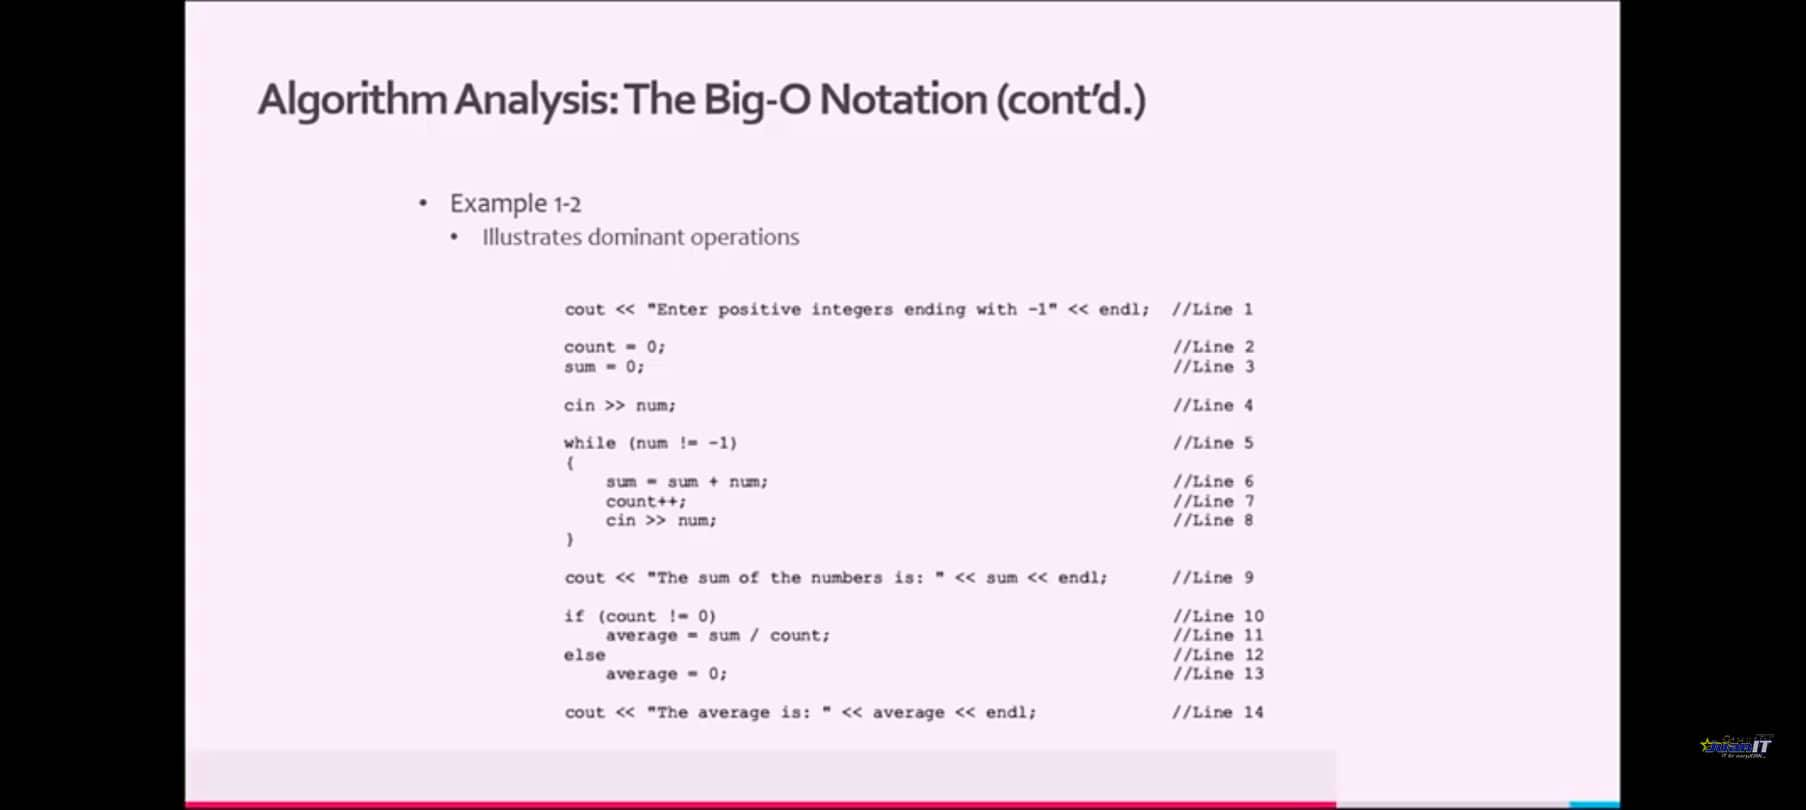 Algorithm Analysis: The Big-O Notation (cont'd.)
• Example 1-2
• Illustrates dominant operations
cout << "Enter positive integers ending with -1" << endl; //Line 1
count = 0; //Line 2
sum = 0; //Line 3
cin >> num; //Line 4
while (num != -1) //Line 5
{
sum = sum + num; //Line 6
count++; //Line 7
cin >> num; //Line 8
}
cout << "The sum of the numbers is: " << sum << endl; //Line 9
if (count != 0) //Line 10
average = sum / count; //Line 11
else //Line 12
average = 0; //Line 13
cout << "The average is: " << average << endl; //Line 14